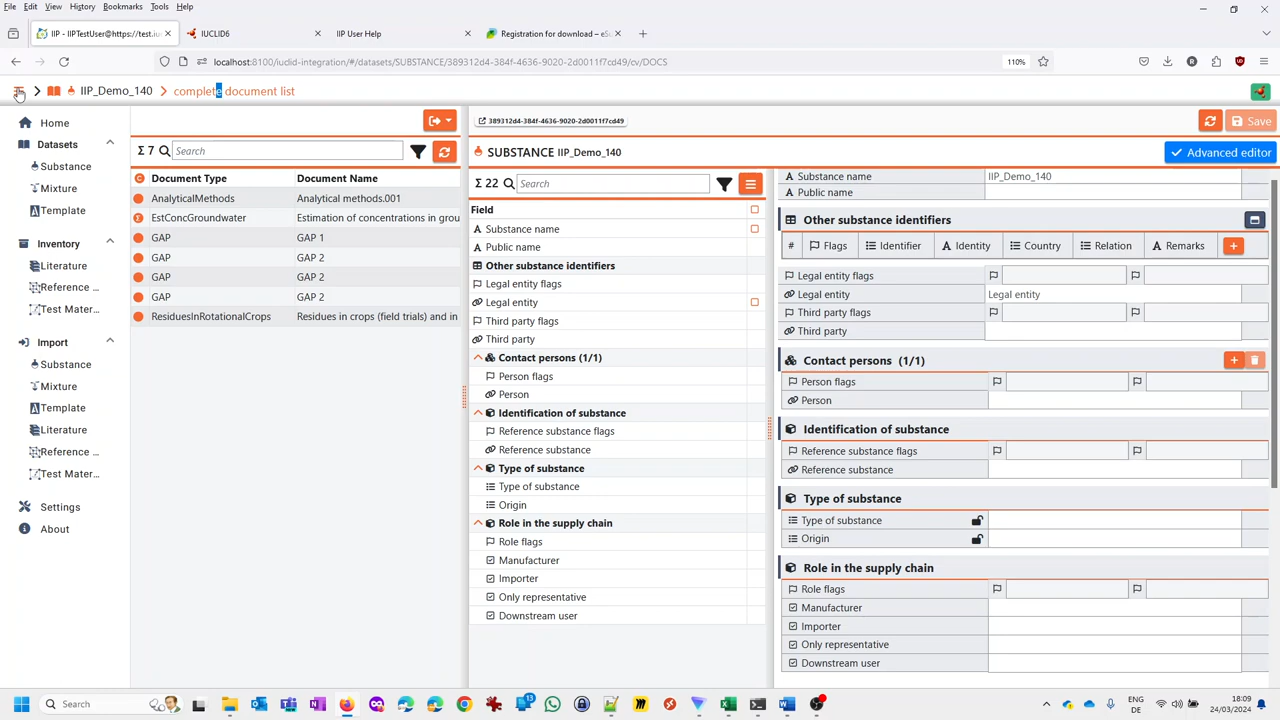 File Edit View History Bookmarks Tools Help
IIP - IIPTestUser@https://test.iu
IUCLID6
IIP User Help
Registration for download – eSu
localhost:8100/iuclid-integration/#/datasets/SUBSTANCE/389312d4-384f-4636-9020-2d0011f7cd49/cv/DOCS
110%
IIP_Demo_140
complete document list
Home
Datasets
Substance
Mixture
Template
Inventory
Literature
Reference ...
Test Mater...
Import
Substance
Mixture
Template
Literature
Reference ...
Test Mater...
Settings
About
Σ 7 Search
Document Type Document Name
AnalyticalMethods Analytical methods.001
EstConcGroundwater Estimation of concentrations in grou
GAP GAP 1
GAP GAP 2
GAP GAP 2
GAP GAP 2
ResiduesInRotationalCrops Residues in crops (field trials) and in
389312d4-384f-4636-9020-2d0011f7cd49
Save
SUBSTANCE IIP_Demo_140
Advanced editor
Σ 22 Search
Field
Substance name
Public name
Other substance identifiers
Legal entity flags
Legal entity
Third party flags
Third party
Contact persons (1/1)
Person flags
Person
Identification of substance
Reference substance flags
Reference substance
Type of substance
Type of substance
Origin
Role in the supply chain
Role flags
Manufacturer
Importer
Only representative
Downstream user
Substance name IIP_Demo_140
Public name
Other substance identifiers
# Flags Identifier Identity Country Relation Remarks
Legal entity flags
Legal entity Legal entity
Third party flags
Third party
Contact persons (1/1)
Person flags
Person
Identification of substance
Reference substance flags
Reference substance
Type of substance
Type of substance
Origin
Role in the supply chain
Role flags
Manufacturer
Importer
Only representative
Downstream user
Search
13
ENG
DE
18:09
24/03/2024